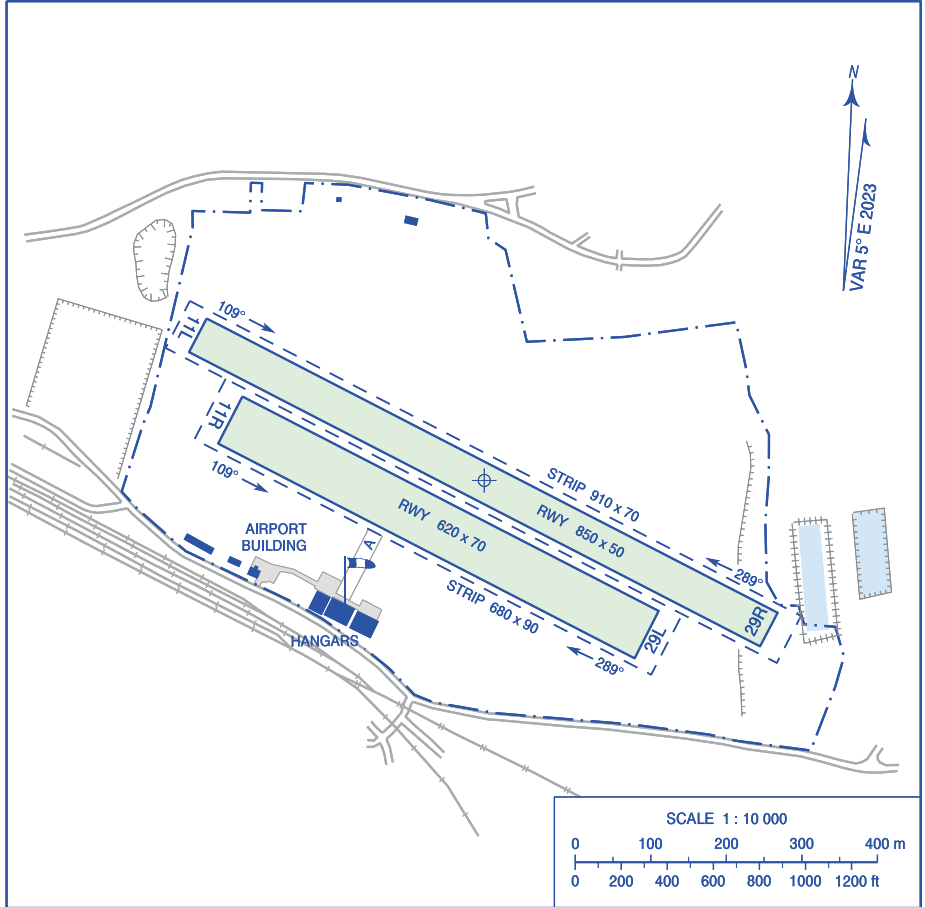 N
VAR 5° E 2023
109°
11L
11R
109°
STRIP 910 x 70
RWY 850 x 50
RWY 620 x 70
AIRPORT
BUILDING
A
289°
STRIP 680 x 90
29R
29L
HANGARS
289°
SCALE 1 : 10 000
0 100 200 300 400 m
0 200 400 600 800 1000 1200 ft